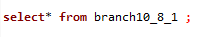 select* from branch10_8_1 ;